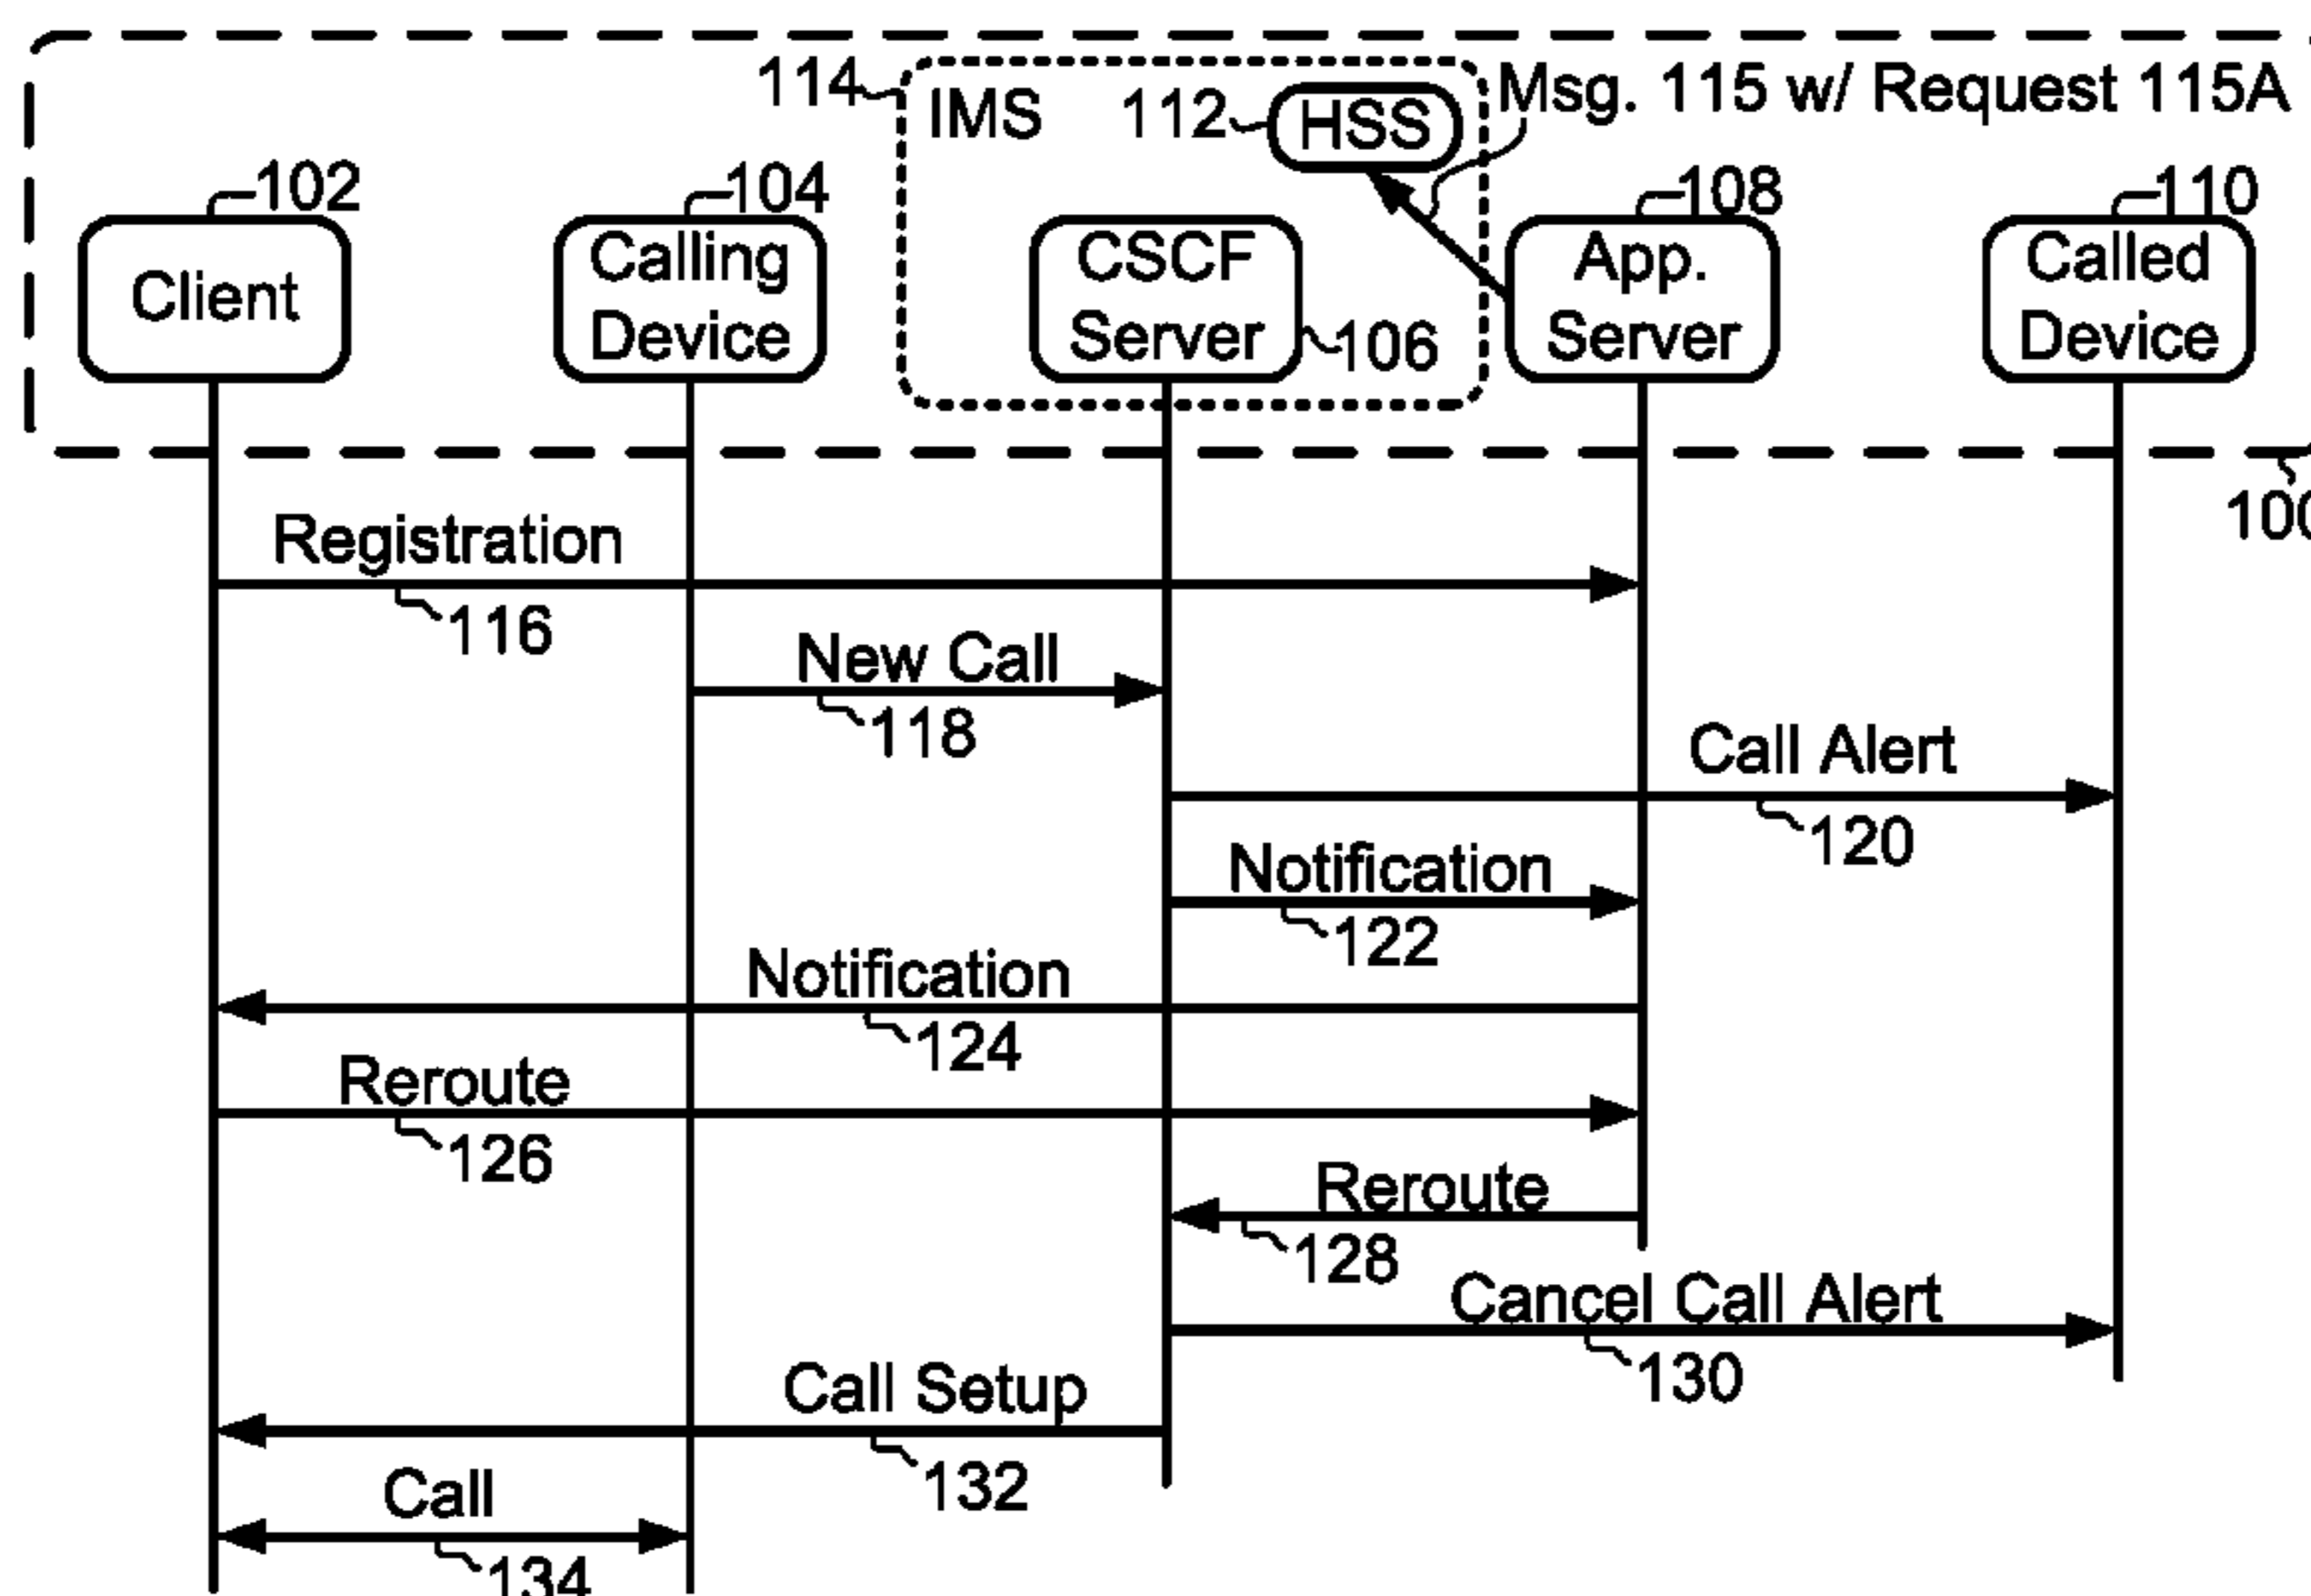 114
IMS
112
HSS
Msg. 115 w/ Request 115A
102
104
108
110
Client
Calling
Device
CSCF
Server
106
App.
Server
Called
Device
100
Registration
116
New Call
118
Call Alert
120
Notification
122
Notification
124
Reroute
126
Reroute
128
Cancel Call Alert
130
Call Setup
132
Call
134